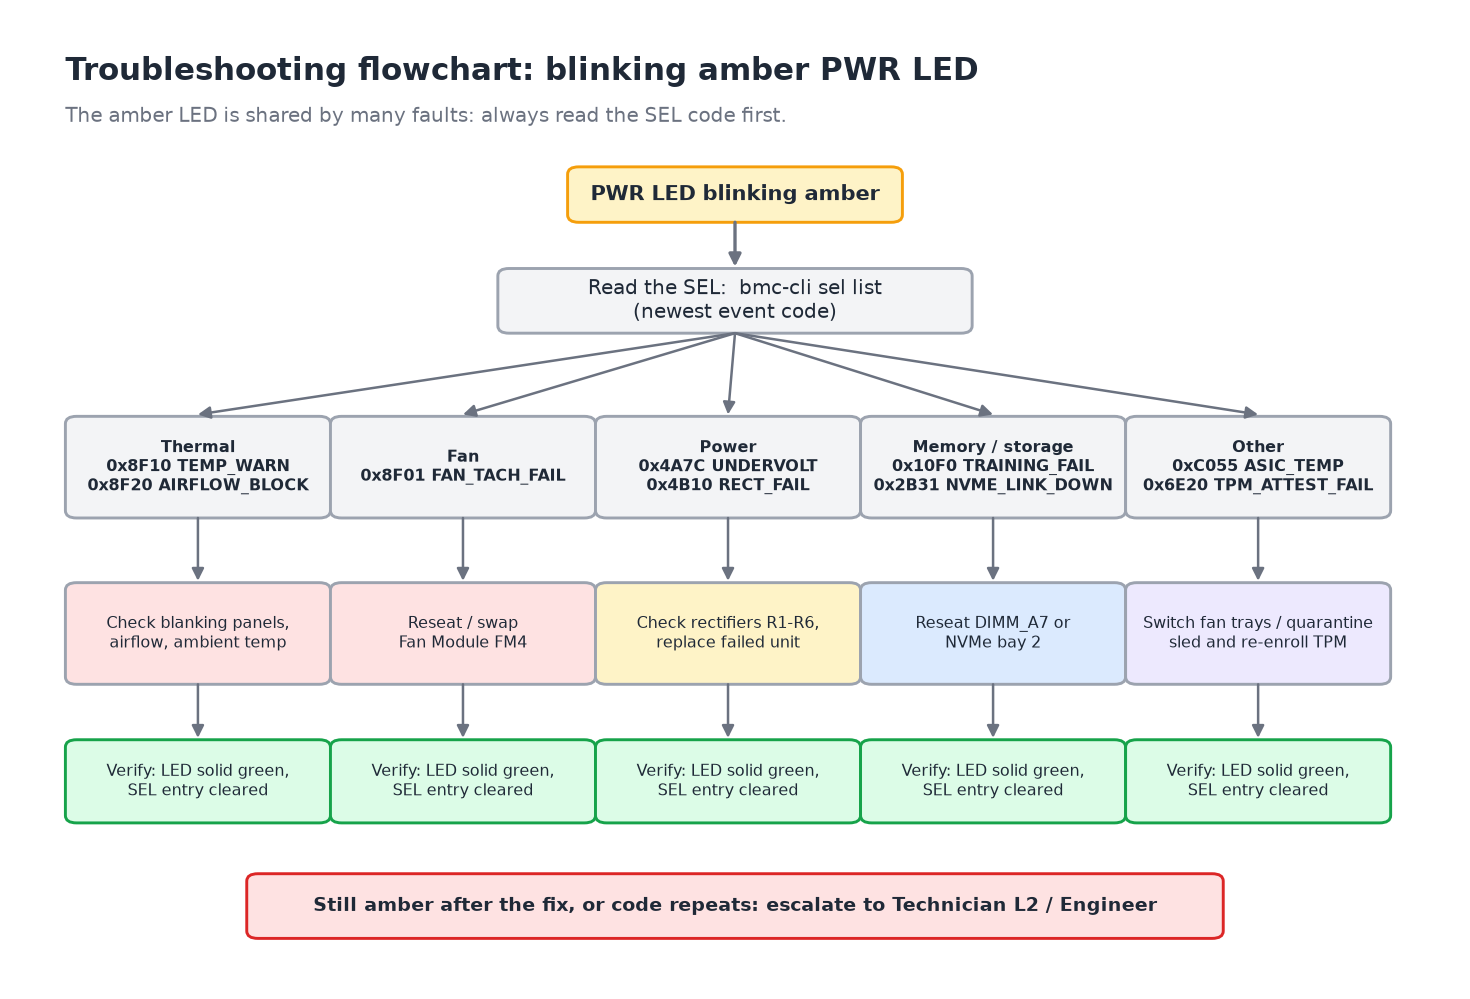 Troubleshooting flowchart: blinking amber PWR LED
The amber LED is shared by many faults: always read the SEL code first.
PWR LED blinking amber
Read the SEL:  bmc-cli sel list
(newest event code)
Thermal
0x8F10 TEMP_WARN
0x8F20 AIRFLOW_BLOCK
Fan
0x8F01 FAN_TACH_FAIL
Power
0x4A7C UNDERVOLT
0x4B10 RECT_FAIL
Memory / storage
0x10F0 TRAINING_FAIL
0x2B31 NVME_LINK_DOWN
Other
0xC055 ASIC_TEMP
0x6E20 TPM_ATTEST_FAIL
Check blanking panels,
airflow, ambient temp
Reseat / swap
Fan Module FM4
Check rectifiers R1-R6,
replace failed unit
Reseat DIMM_A7 or
NVMe bay 2
Switch fan trays / quarantine
sled and re-enroll TPM
Verify: LED solid green,
SEL entry cleared
Verify: LED solid green,
SEL entry cleared
Verify: LED solid green,
SEL entry cleared
Verify: LED solid green,
SEL entry cleared
Verify: LED solid green,
SEL entry cleared
Still amber after the fix, or code repeats: escalate to Technician L2 / Engineer